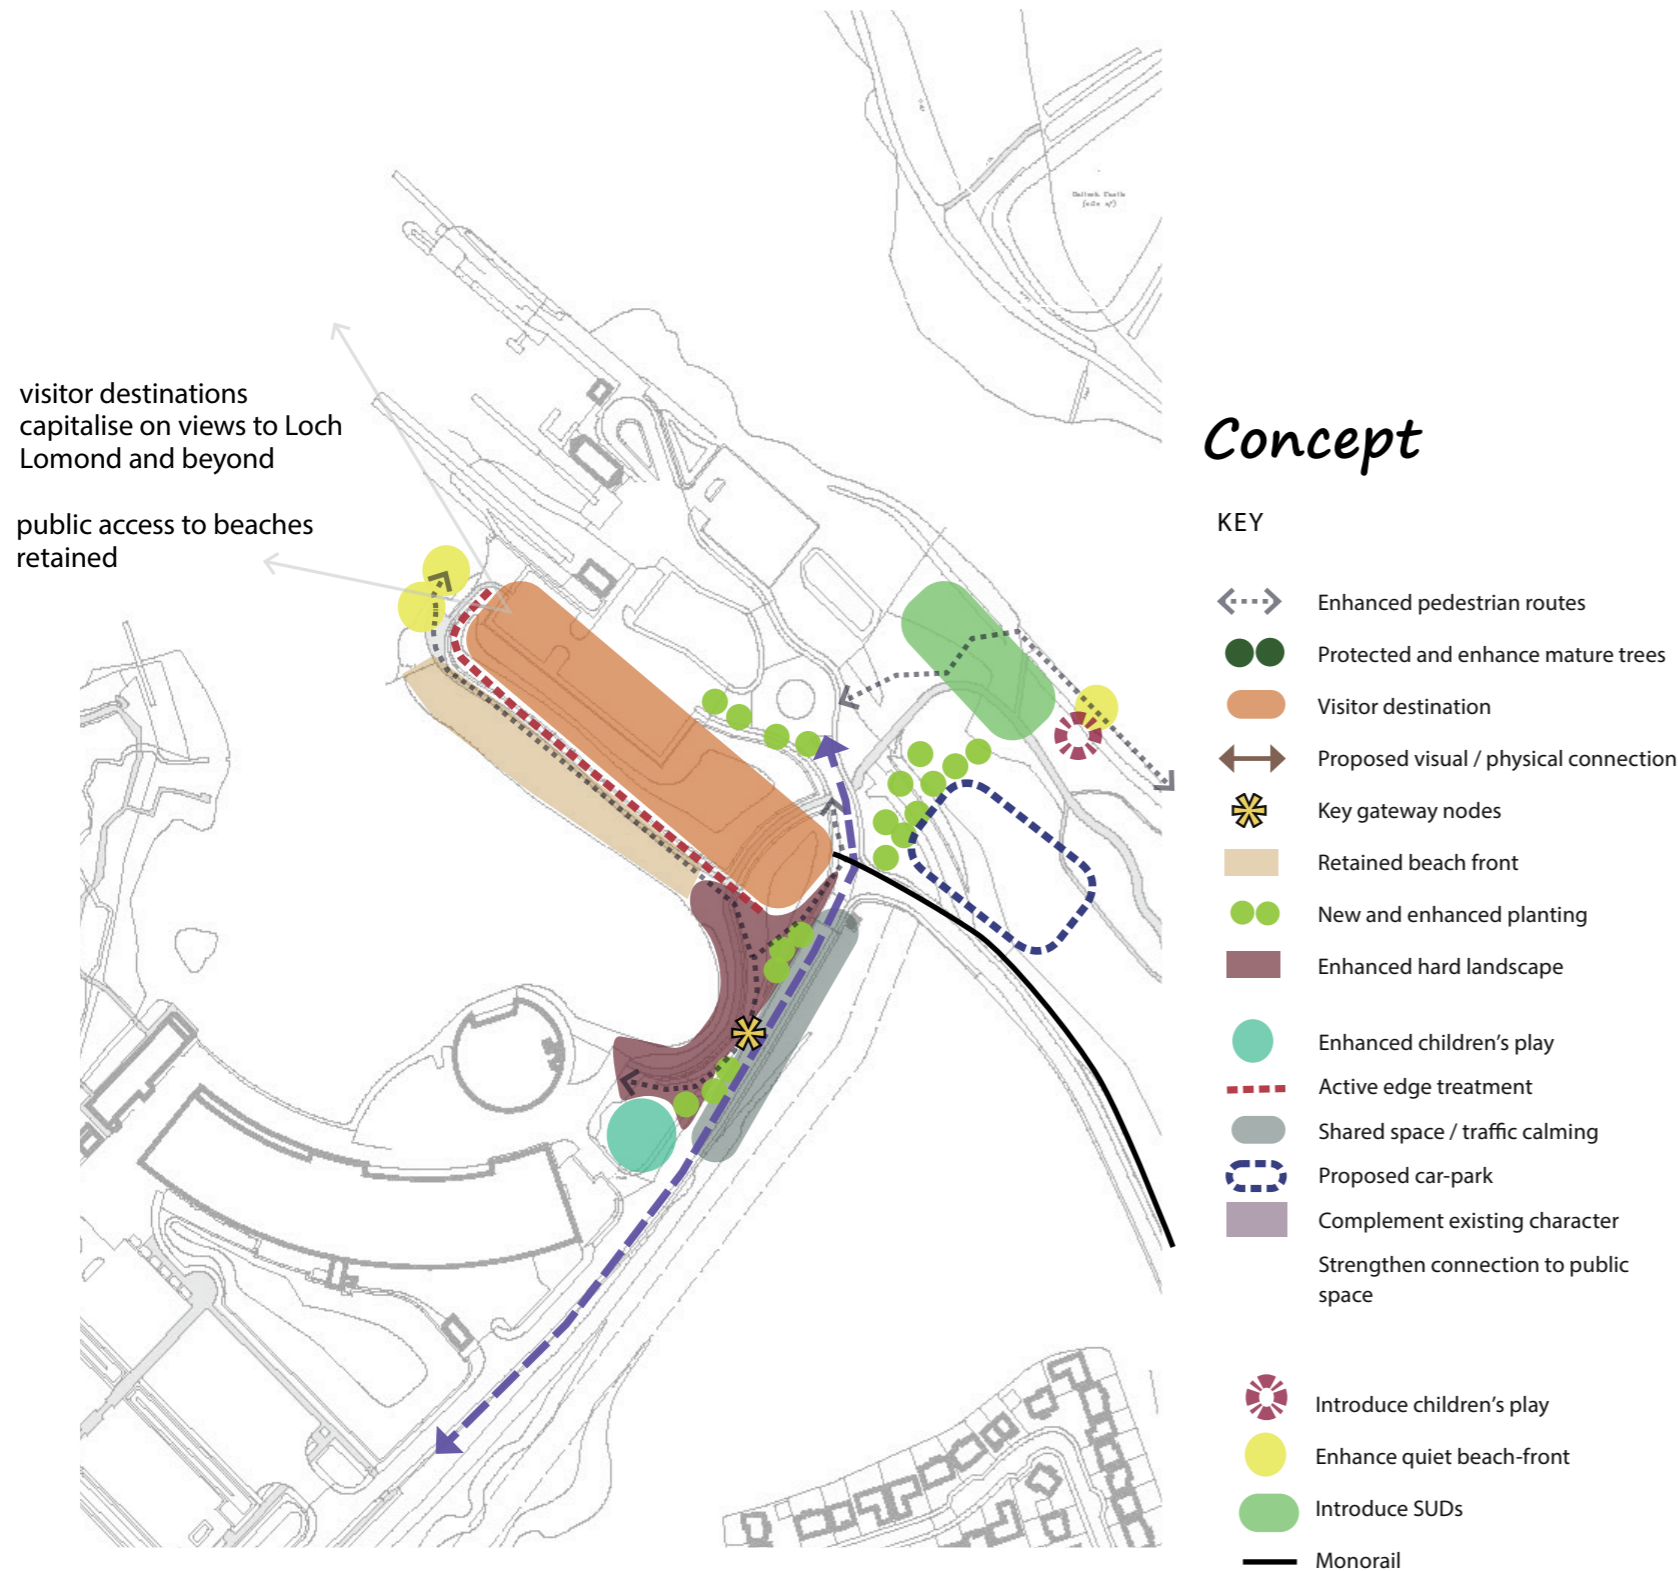 visitor destinations
capitalise on views to Loch
Lomond and beyond
public access to beaches
retained
Concept
KEY
Enhanced pedestrian routes
Protected and enhance mature trees
Visitor destination
Proposed visual / physical connection
Key gateway nodes
Retained beach front
New and enhanced planting
Enhanced hard landscape
Enhanced children's play
Active edge treatment
Shared space / traffic calming
Proposed car-park
Complement existing character
Strengthen connection to public
space
Introduce children's play
Enhance quiet beach-front
Introduce SUDs
Monorail